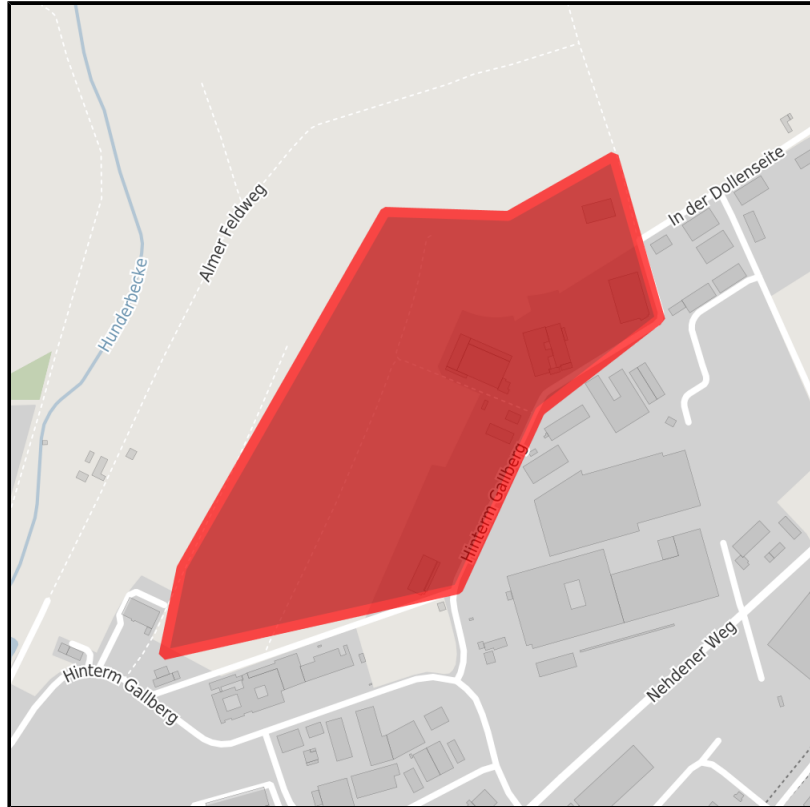 In der Dollenseite
Almer Feldweg
Hunderbecke
Hinterm Gallberg
Nehdener Weg
Hinterm Gallberg